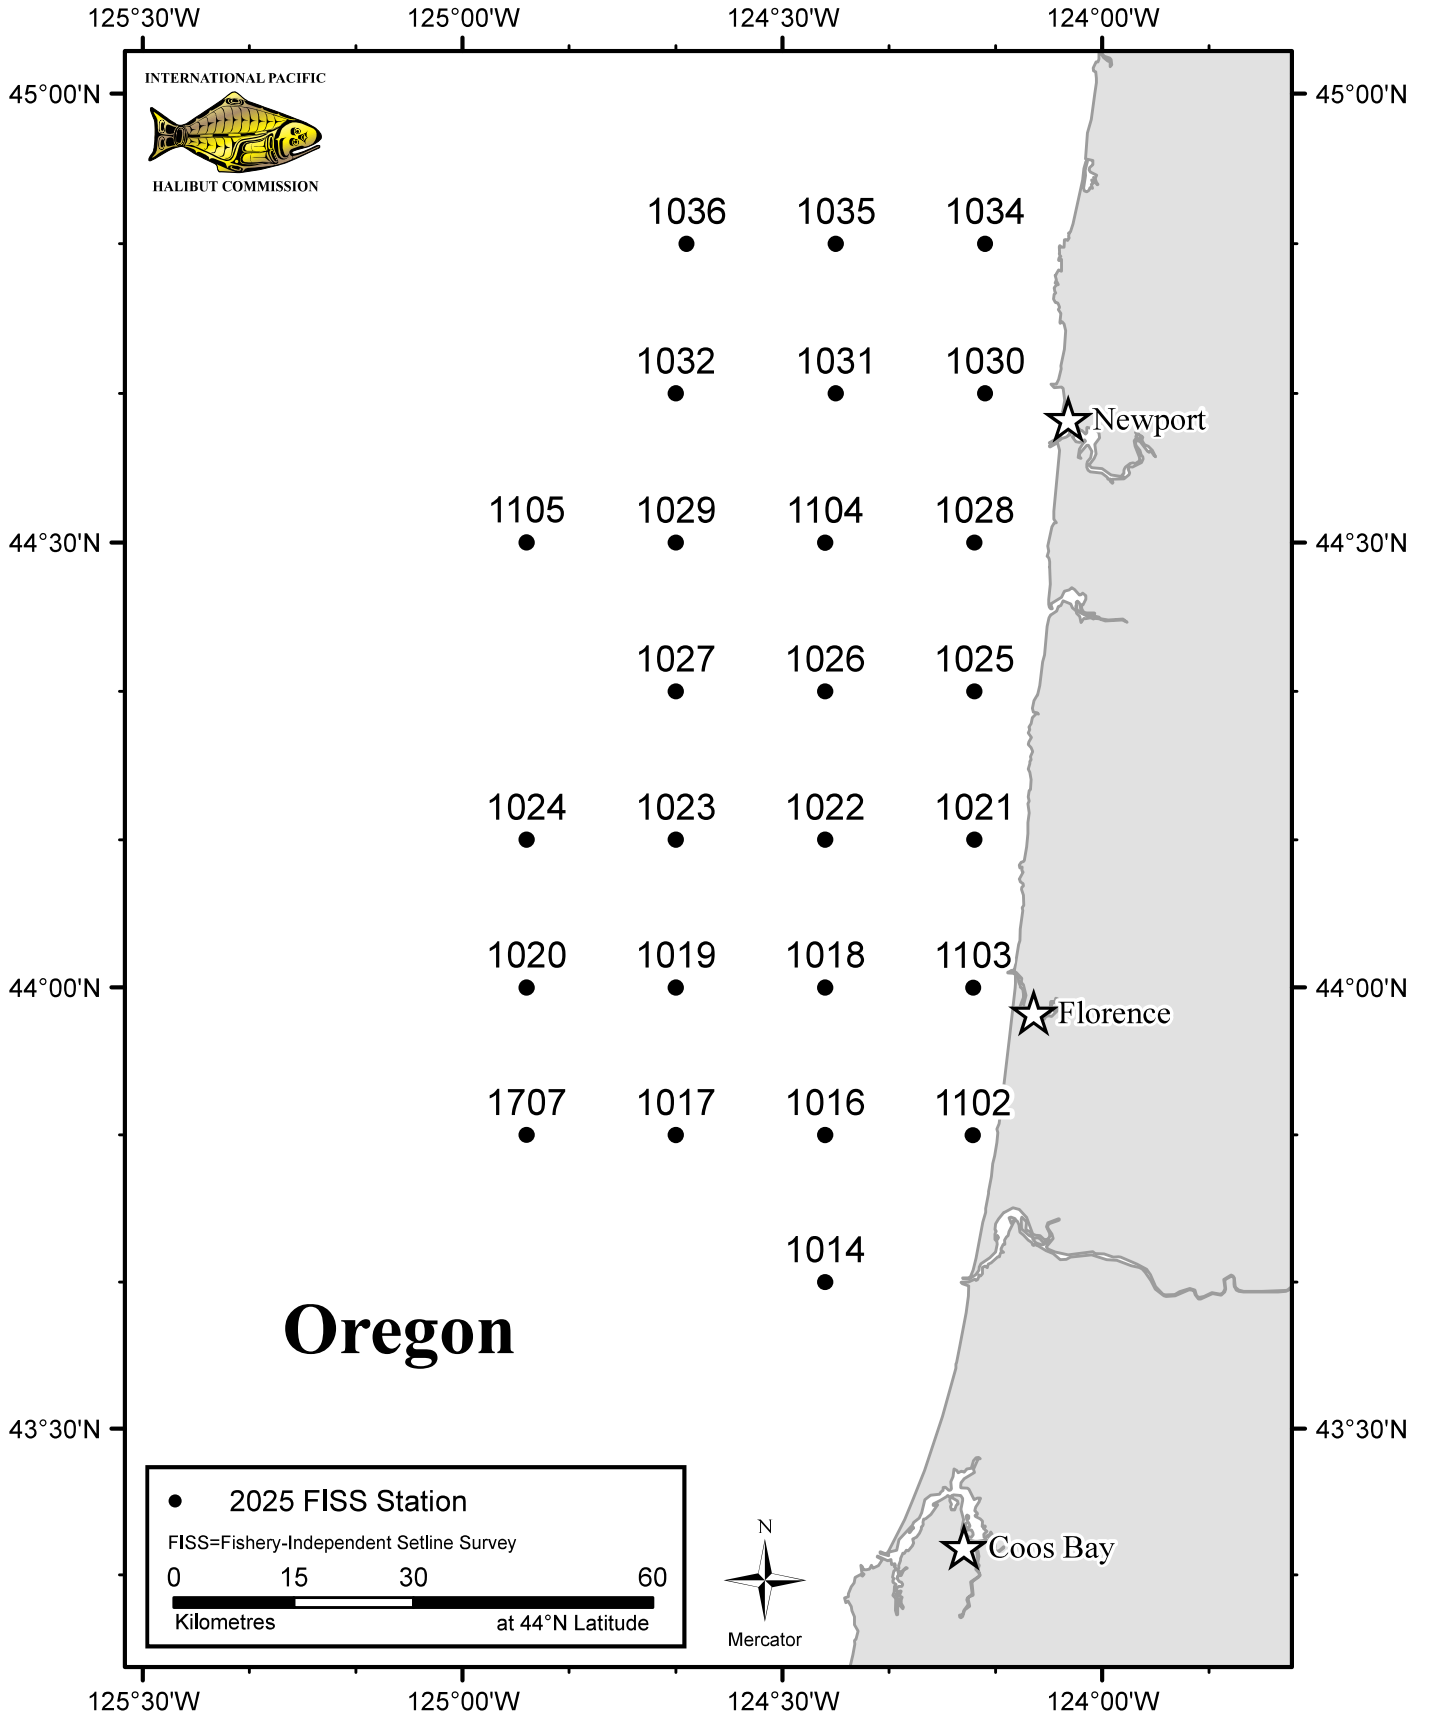 125°30'W 125°00'W 124°30'W 124°00'W
INTERNATIONAL PACIFIC
45°00'N 45°00'N
HALIBUT COMMISSION
1036 1035 1034
1032 1031 1030
Newport
1105 1029 1104 1028
44°30'N 44°30'N
1027 1026 1025
1024 1023 1022 1021
1020 1019 1018 1103
44°00'N 44°00'N
Florence
1707 1017 1016 1102
1014
Oregon
43°30'N 43°30'N
2025 FISS Station
FISS=Fishery-Independent Setline Survey
0 15 30 60
Kilometres at 44°N Latitude
N
Mercator
Coos Bay
125°30'W 125°00'W 124°30'W 124°00'W